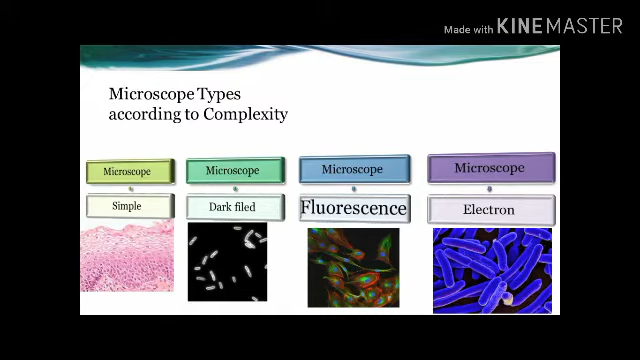 Made with KINEMASTER
Microscope Types
according to Complexity
Microscope Microscope Microscope Microscope
Simple Dark filed Fluorescence Electron